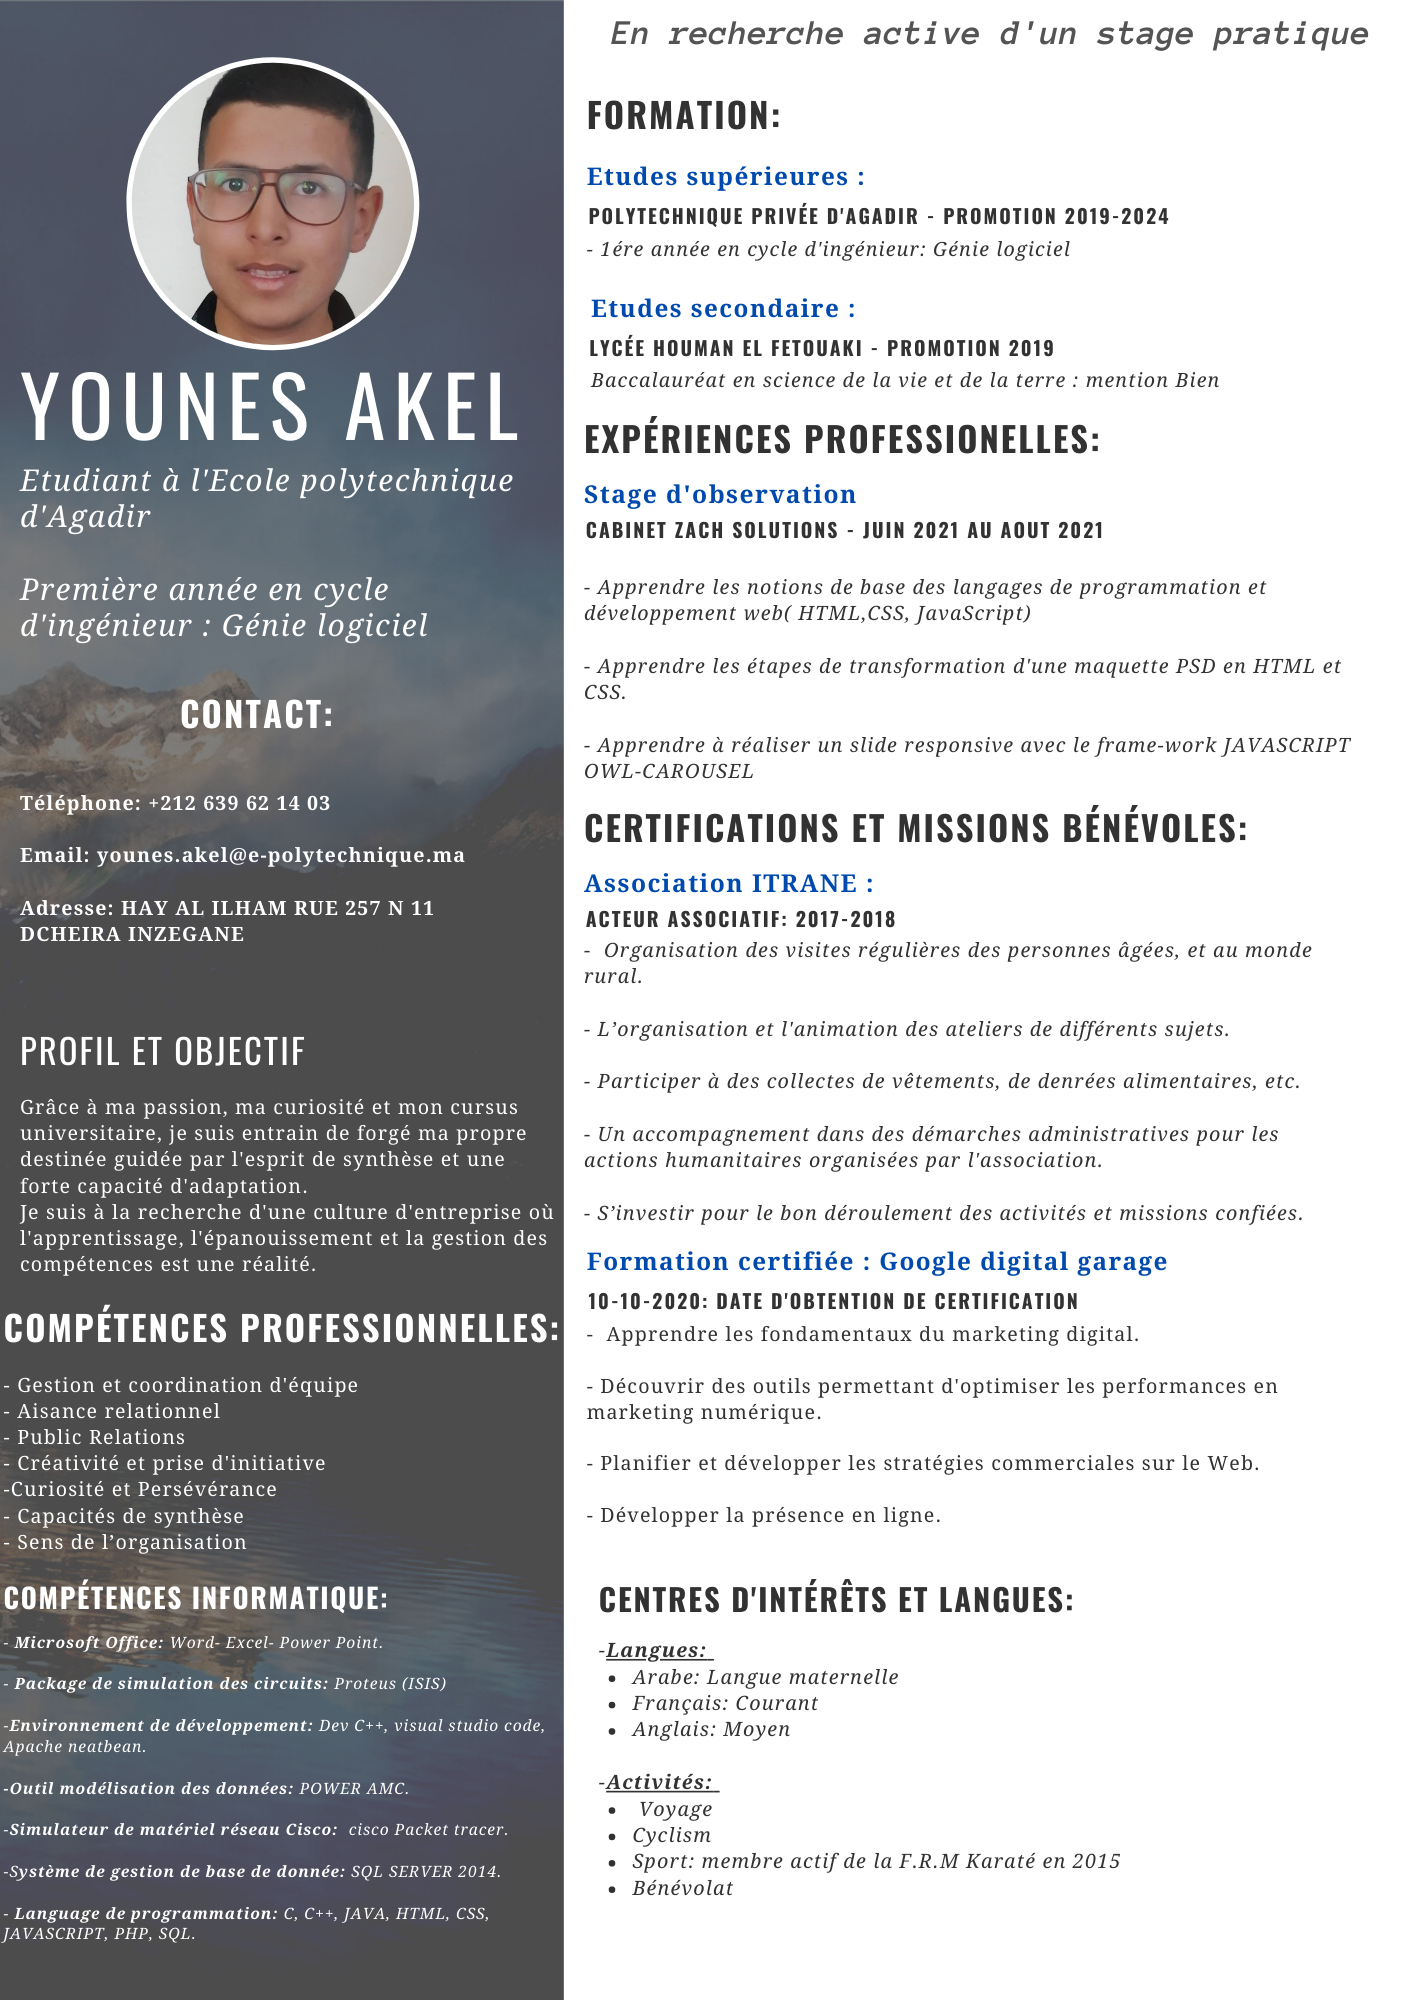 YOUNES AKEL
Etudiant à l'Ecole polytechnique
d'Agadir
Première année en cycle
d'ingénieur : Génie logiciel
CONTACT:
Téléphone: +212 639 62 14 03
Email: younes.akel@e-polytechnique.ma
Adresse: HAY AL ILHAM RUE 257 N 11
DCHEIRA INZEGANE
PROFIL ET OBJECTIF
Grâce à ma passion, ma curiosité et mon cursus
universitaire, je suis entrain de forgé ma propre
destinée guidée par l'esprit de synthèse et une
forte capacité d'adaptation.
Je suis à la recherche d'une culture d'entreprise où
l'apprentissage, l'épanouissement et la gestion des
compétences est une réalité.
COMPÉTENCES PROFESSIONNELLES:
- Gestion et coordination d'équipe
- Aisance relationnel
- Public Relations
- Créativité et prise d'initiative
-Curiosité et Persévérance
- Capacités de synthèse
- Sens de l’organisation
COMPÉTENCES INFORMATIQUE:
- Microsoft Office: Word- Excel- Power Point.
- Package de simulation des circuits: Proteus (ISIS)
-Environnement de développement: Dev C++, visual studio code,
Apache neatbean.
-Outil modélisation des données: POWER AMC.
-Simulateur de matériel réseau Cisco:  cisco Packet tracer.
-Système de gestion de base de donnée: SQL SERVER 2014.
- Language de programmation: C, C++, JAVA, HTML, CSS,
JAVASCRIPT, PHP, SQL.
En recherche active d'un stage pratique
FORMATION:
Etudes supérieures :
POLYTECHNIQUE PRIVÉE D'AGADIR - PROMOTION 2019-2024
- 1ére année en cycle d'ingénieur: Génie logiciel
Etudes secondaire :
LYCÉE HOUMAN EL FETOUAKI - PROMOTION 2019
Baccalauréat en science de la vie et de la terre : mention Bien
EXPÉRIENCES PROFESSIONELLES:
Stage d'observation
CABINET ZACH SOLUTIONS - JUIN 2021 AU AOUT 2021
- Apprendre les notions de base des langages de programmation et
développement web( HTML,CSS, JavaScript)
- Apprendre les étapes de transformation d'une maquette PSD en HTML et
CSS.
- Apprendre à réaliser un slide responsive avec le frame-work JAVASCRIPT
OWL-CAROUSEL
CERTIFICATIONS ET MISSIONS BÉNÉVOLES:
Association ITRANE :
ACTEUR ASSOCIATIF: 2017-2018
-  Organisation des visites régulières des personnes âgées, et au monde
rural.
- L’organisation et l'animation des ateliers de différents sujets.
- Participer à des collectes de vêtements, de denrées alimentaires, etc.
- Un accompagnement dans des démarches administratives pour les
actions humanitaires organisées par l'association.
- S’investir pour le bon déroulement des activités et missions confiées.
Formation certifiée : Google digital garage
10-10-2020: DATE D'OBTENTION DE CERTIFICATION
-  Apprendre les fondamentaux du marketing digital.
- Découvrir des outils permettant d'optimiser les performances en
marketing numérique.
- Planifier et développer les stratégies commerciales sur le Web.
- Développer la présence en ligne.
CENTRES D'INTÉRÊTS ET LANGUES:
-Langues:
• Arabe: Langue maternelle
• Français: Courant
• Anglais: Moyen
-Activités:
• Voyage
• Cyclism
• Sport: membre actif de la F.R.M Karaté en 2015
• Bénévolat